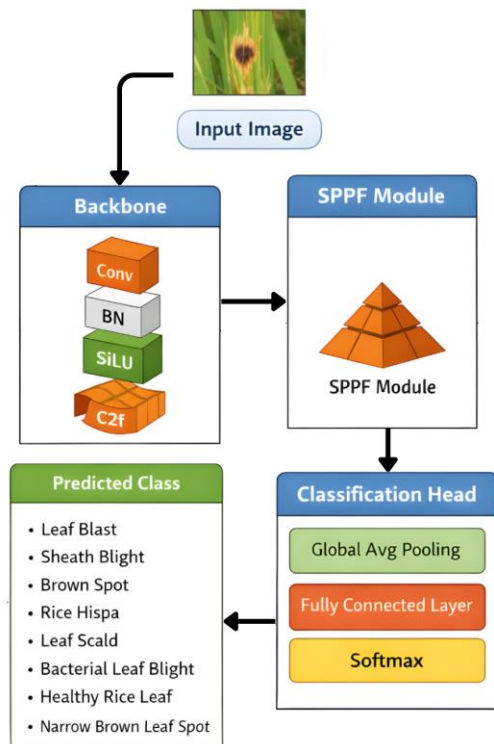 Input Image
Backbone
Conv
BN
SiLU
C2f
SPPF Module
SPPF Module
Classification Head
Global Avg Pooling
Fully Connected Layer
Softmax
Predicted Class
• Leaf Blast
• Sheath Blight
• Brown Spot
• Rice Hispa
• Leaf Scald
• Bacterial Leaf Blight
• Healthy Rice Leaf
• Narrow Brown Leaf Spot